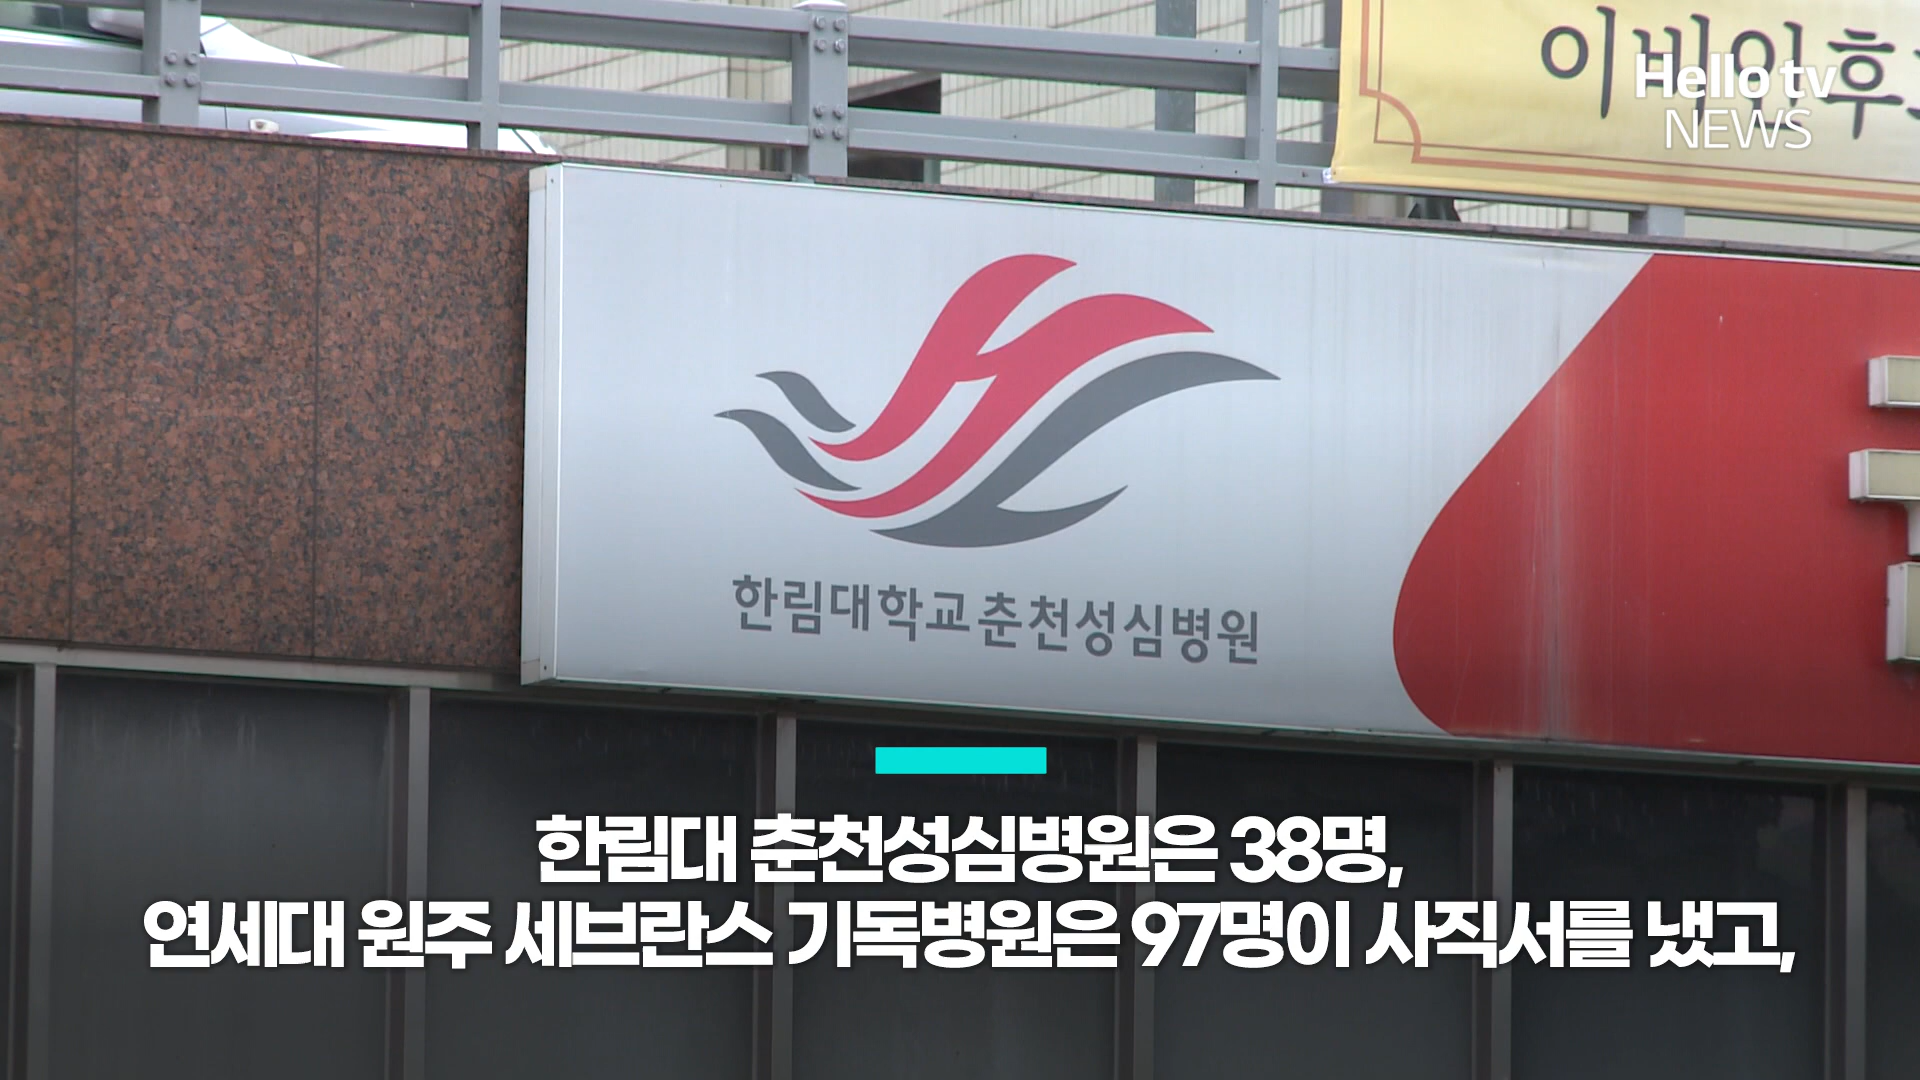 이비인후
Hello tv
NEWS
한림대학교춘천성심병원
한림대 춘천성심병원은 38명,
연세대 원주 세브란스 기독병원은 97명이 사직서를 냈고,